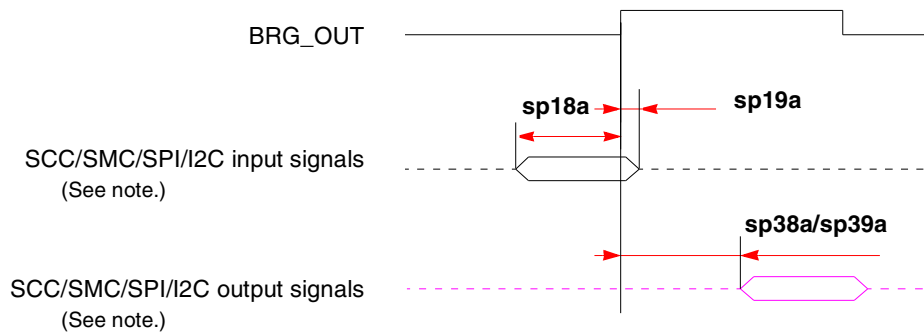 BRG_OUT
sp18a
sp19a
SCC/SMC/SPI/I2C input signals
(See note.)
sp38a/sp39a
SCC/SMC/SPI/I2C output signals
(See note.)